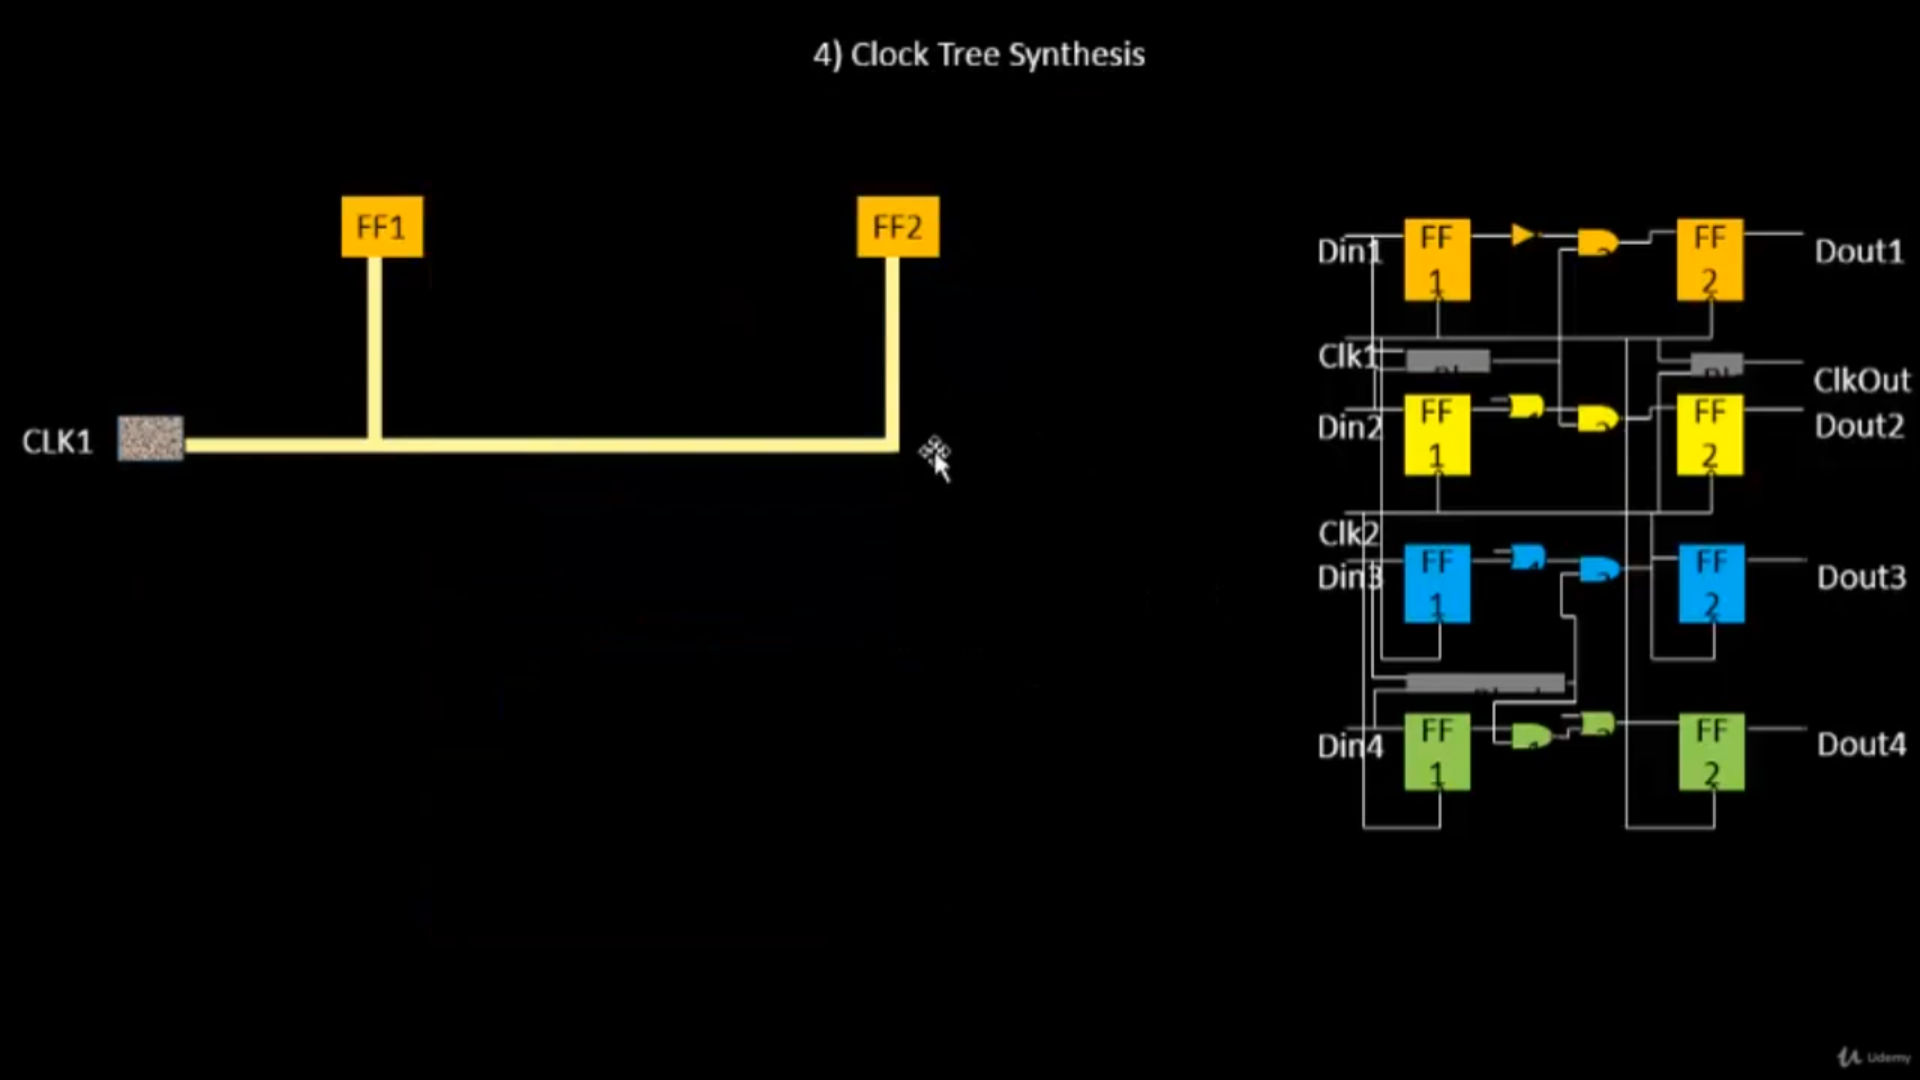 4) Clock Tree Synthesis
FF1
FF2
CLK1
Din1
FF
1
FF
2
Dout1
Clk1
ClkOut
Din2
FF
1
FF
2
Dout2
Clk2
Din3
FF
1
FF
2
Dout3
Din4
FF
1
FF
2
Dout4
Udemy